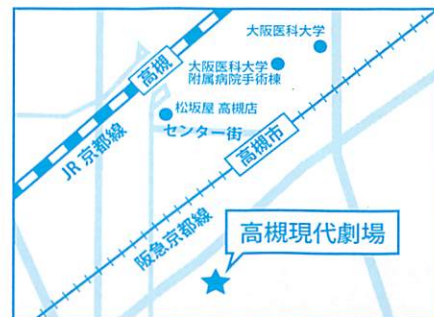 大阪医科大学
高槻
大阪医科大学
附属病院手術棟
松坂屋 高槻店
センター街
高槻市
JR 京都線
阪急京都線
高槻現代劇場